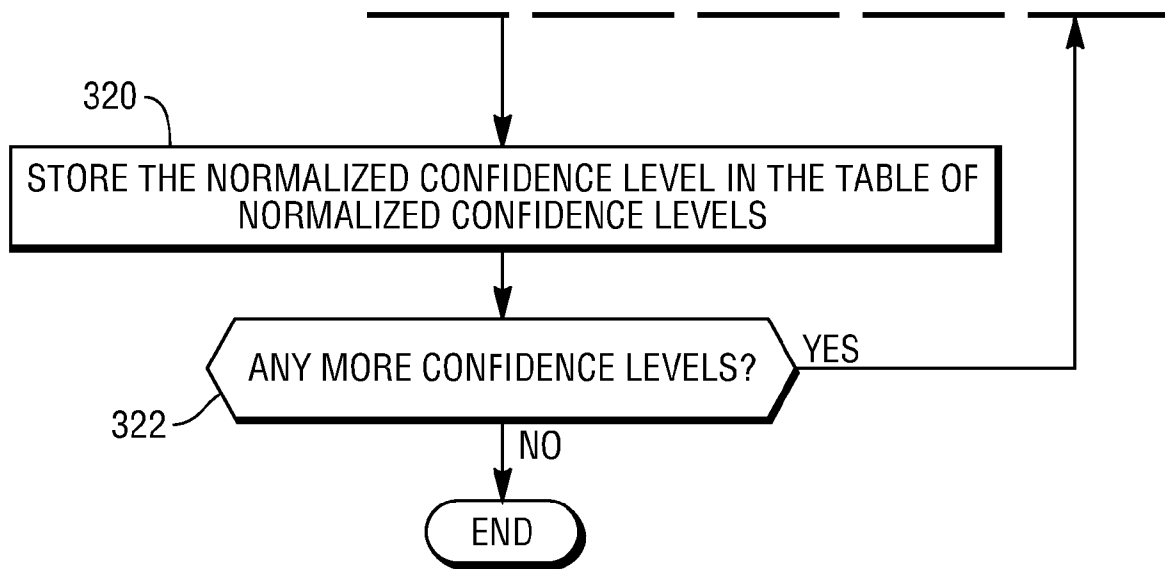 320
STORE THE NORMALIZED CONFIDENCE LEVEL IN THE TABLE OF
NORMALIZED CONFIDENCE LEVELS
ANY MORE CONFIDENCE LEVELS?
YES
322
NO
END